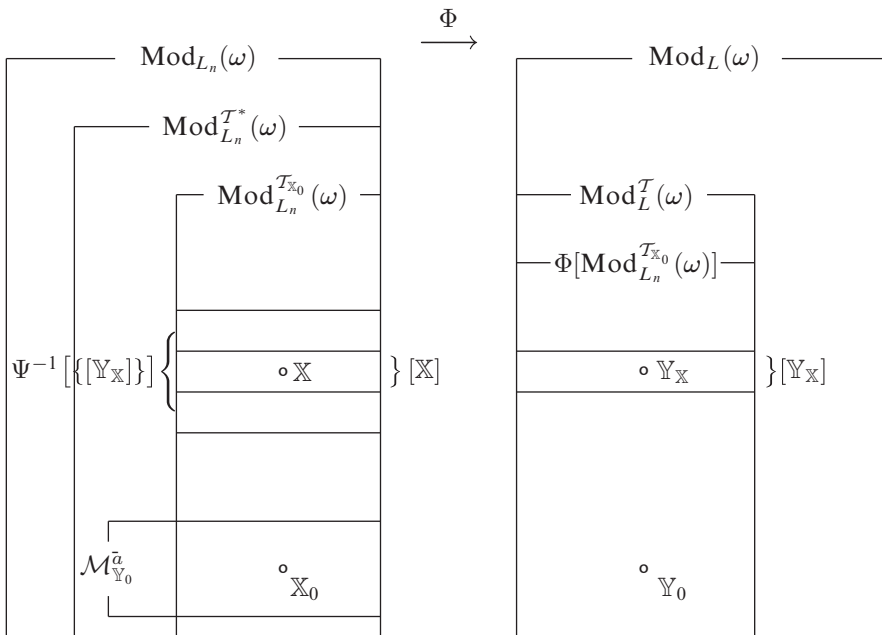 Φ
Mod_{L_n}(ω) Mod_L(ω)
Mod_{L_n}^{𝒯^*}(ω)
Mod_{L_n}^{𝒯_{𝕏_0}}(ω) Mod_L^{𝒯}(ω)
Φ[Mod_{L_n}^{𝒯_{𝕏_0}}(ω)]
Ψ^{-1}[{[𝕐_𝕏]}] { 𝕏 } [𝕏] 𝕐_𝕏 }[𝕐_𝕏]
ℳ_{𝕐_0}^{ā} 𝕏_0 𝕐_0